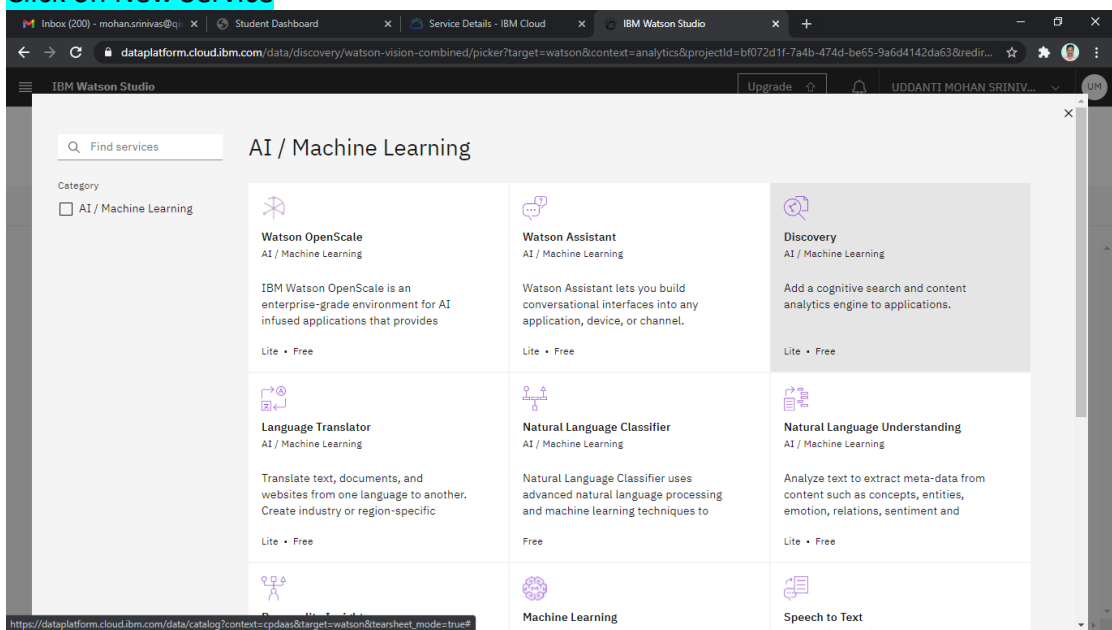 Click on New Service
Inbox (200) - mohan.srinivas@qi
Student Dashboard
Service Details - IBM Cloud
IBM Watson Studio
dataplatform.cloud.ibm.com/data/discovery/watson-vision-combined/picker?target=watson&context=analytics&projectId=bf072d1f-7a4b-474d-be65-9a6d4142da63&redir...
IBM Watson Studio
Upgrade
UDDANTI MOHAN SRINIV...
UM
Find services
Category
AI / Machine Learning
AI / Machine Learning
Watson OpenScale
AI / Machine Learning
IBM Watson OpenScale is an
enterprise-grade environment for AI
infused applications that provides
Lite • Free
Watson Assistant
AI / Machine Learning
Watson Assistant lets you build
conversational interfaces into any
application, device, or channel.
Lite • Free
Discovery
AI / Machine Learning
Add a cognitive search and content
analytics engine to applications.
Lite • Free
Language Translator
AI / Machine Learning
Translate text, documents, and
websites from one language to another.
Create industry or region-specific
Lite • Free
Natural Language Classifier
AI / Machine Learning
Natural Language Classifier uses
advanced natural language processing
and machine learning techniques to
Free
Natural Language Understanding
AI / Machine Learning
Analyze text to extract meta-data from
content such as concepts, entities,
emotion, relations, sentiment and
Lite • Free
Machine Learning
Speech to Text
https://dataplatform.cloud.ibm.com/data/catalog?context=cpdaas&target=watson&tearsheet_mode=true#